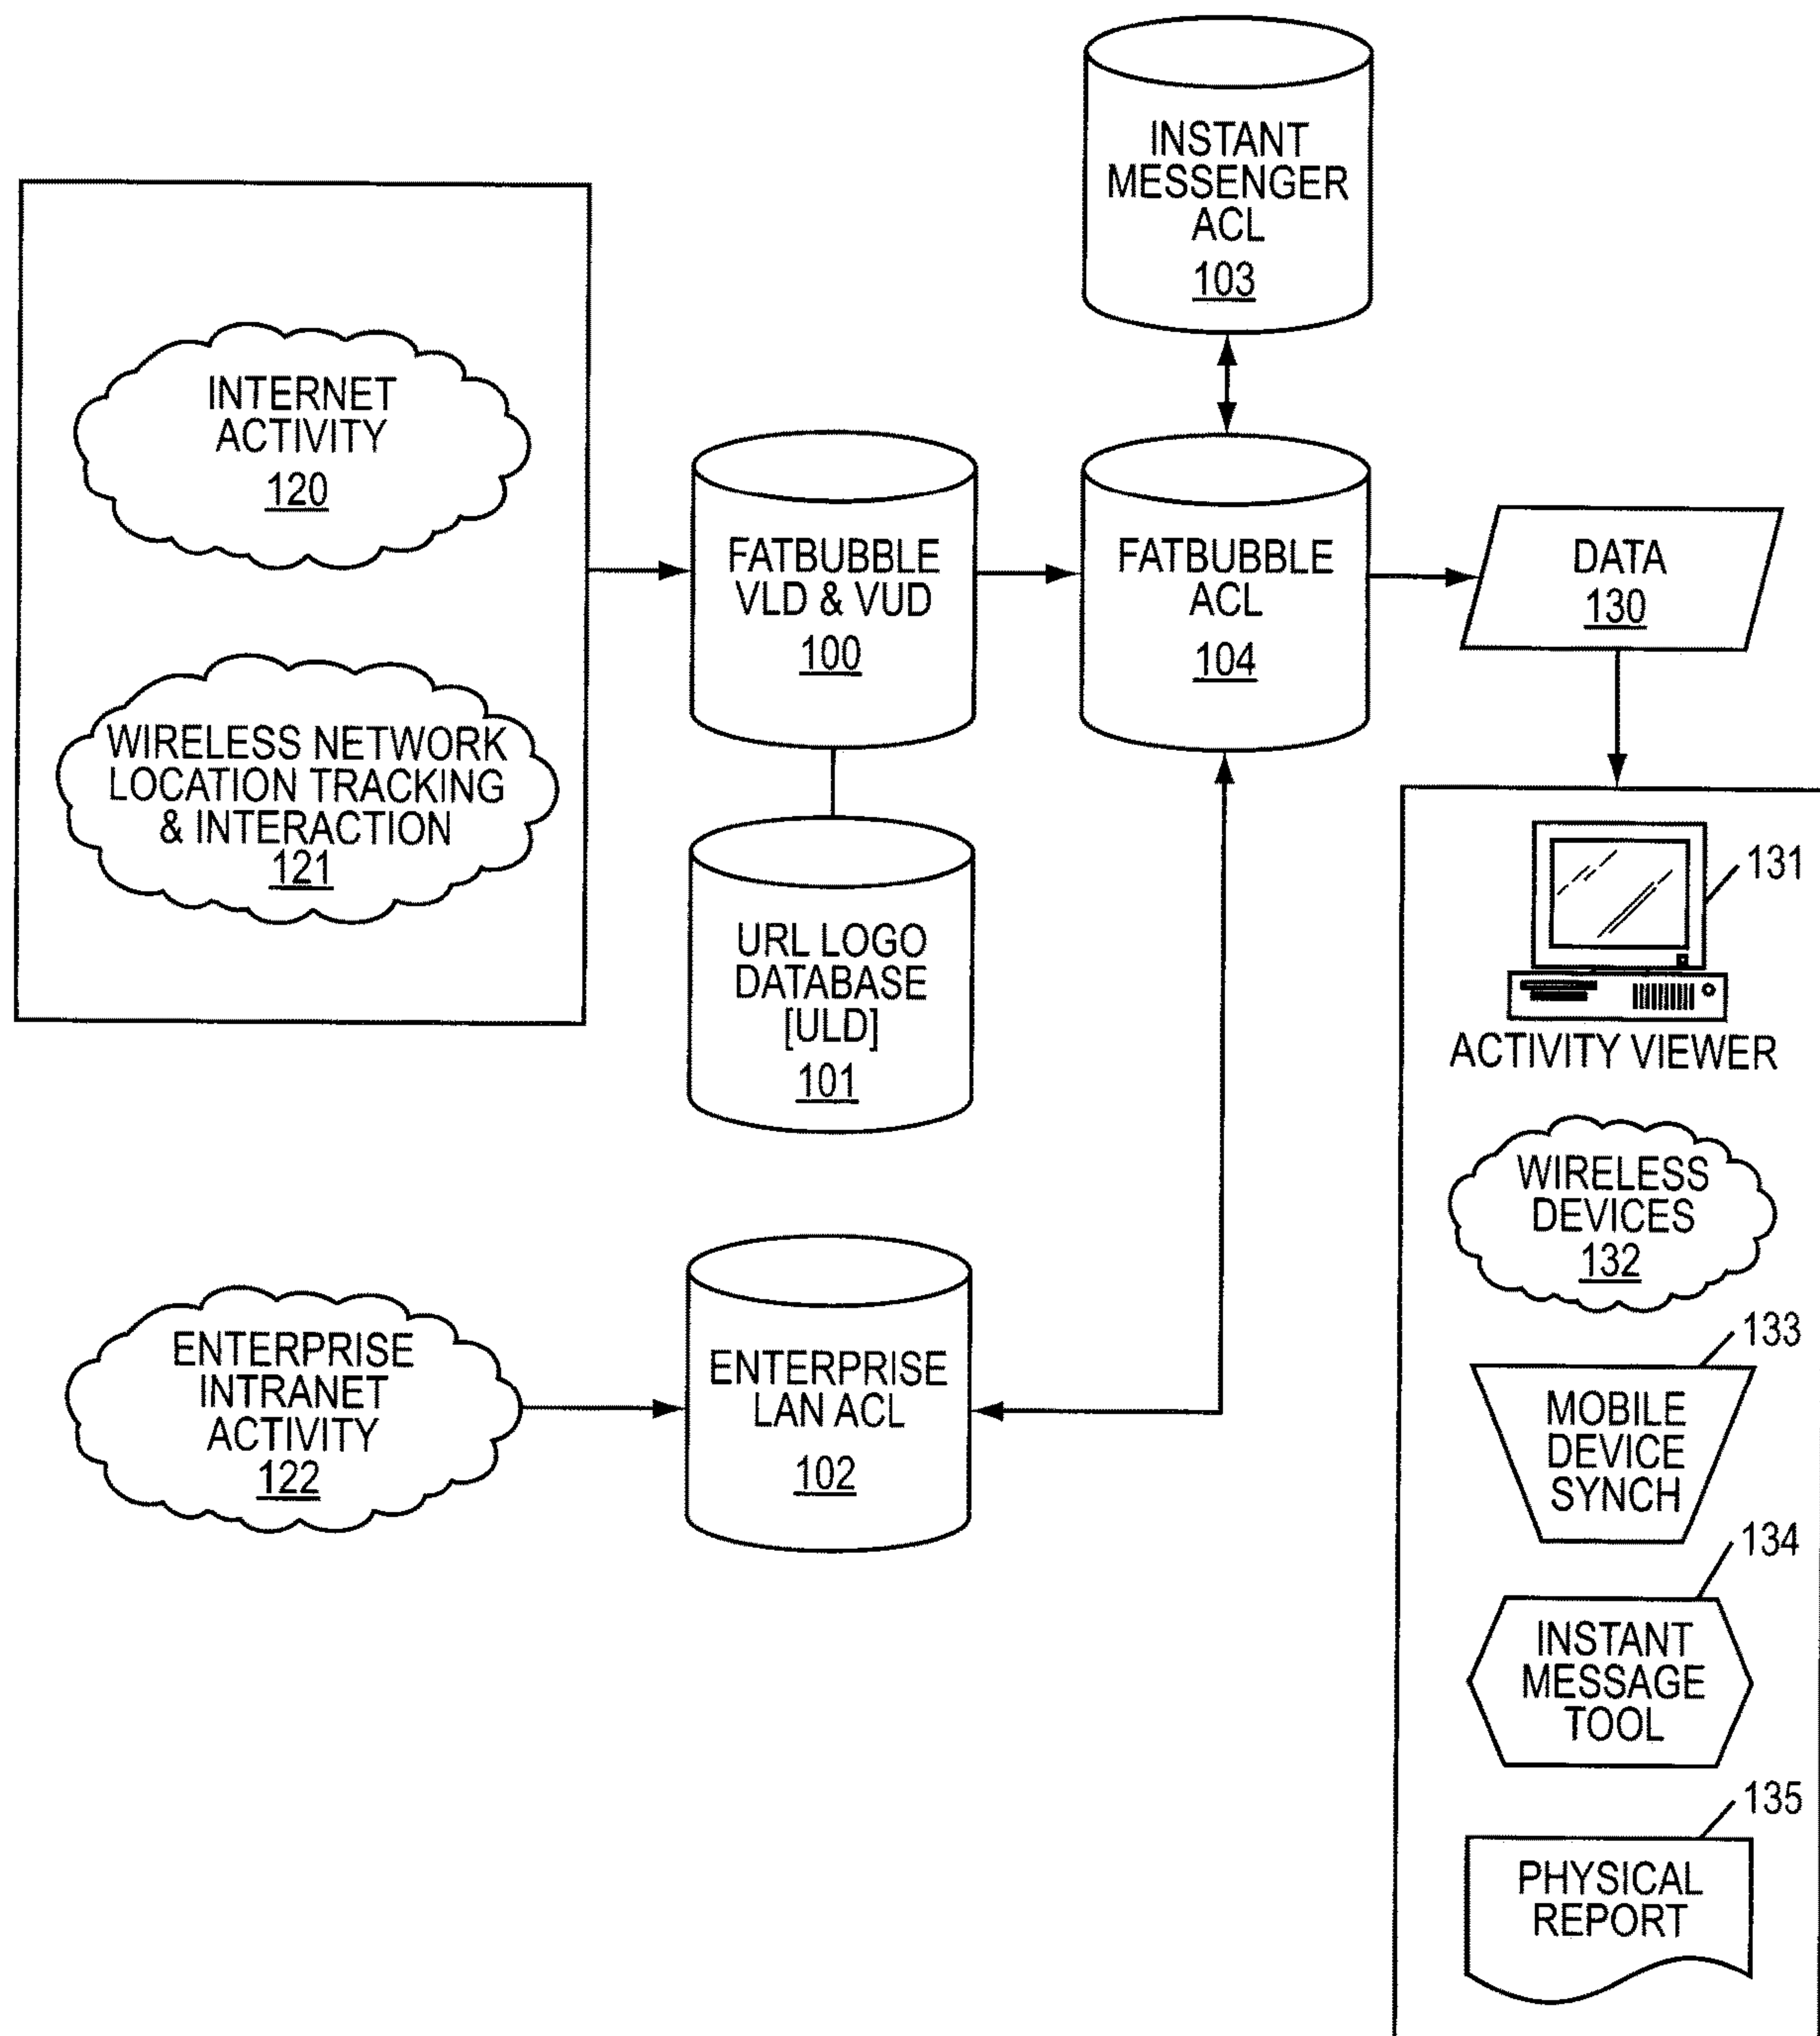 INSTANT
MESSENGER
ACL
103
INTERNET
ACTIVITY
120
WIRELESS NETWORK
LOCATION TRACKING
& INTERACTION
121
FATBUBBLE
VLD & VUD
100
FATBUBBLE
ACL
104
DATA
130
URL LOGO
DATABASE
[ULD]
101
131
ACTIVITY VIEWER
WIRELESS
DEVICES
132
ENTERPRISE
INTRANET
ACTIVITY
122
ENTERPRISE
LAN ACL
102
133
MOBILE
DEVICE
SYNCH
134
INSTANT
MESSAGE
TOOL
135
PHYSICAL
REPORT